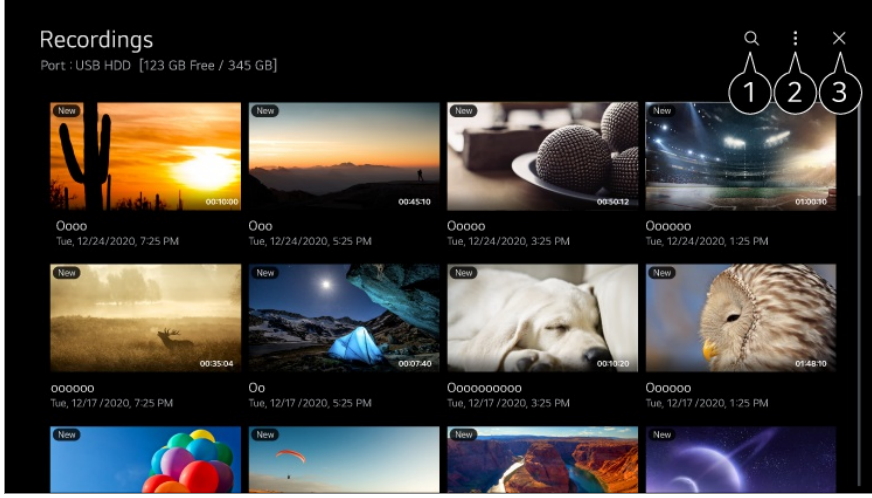 Recordings
Port : USB HDD [123 GB Free / 345 GB]
1 2 3
New New New New
00:10:00 00:45:10 00:50:12 01:00:10
Oooo Ooo Ooooo Oooooo
Tue, 12/24/2020, 7:25 PM Tue, 12/24/2020, 5:25 PM Tue, 12/24/2020, 3:25 PM Tue, 12/24/2020, 1:25 PM
New New New New
00:35:04 00:07:40 00:10:20 01:48:10
oooooo Oo Oooooooooo Oooooo
Tue, 12/17 /2020, 7:25 PM Tue, 12/17 /2020, 5:25 PM Tue, 12/17 /2020, 3:25 PM Tue, 12/17 /2020, 1:25 PM
New New New New